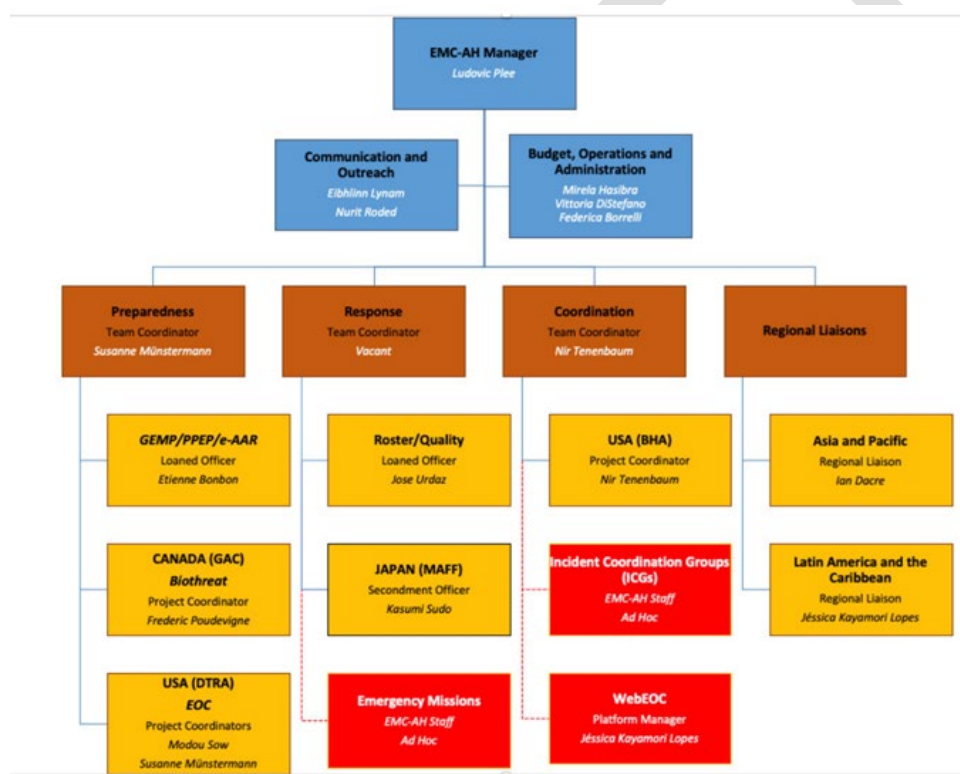 EMC-AH Manager
Ludovic Plee
Communication and
Outreach
Eibhlinn Lynam
Nurit Roded
Budget, Operations and
Administration
Mirela Hasibra
Vittoria DiStefano
Federica Borrelli
Preparedness
Team Coordinator
Susanne Münstermann
Response
Team Coordinator
Vacant
Coordination
Team Coordinator
Nir Tenenbaum
Regional Liaisons
GEMP/PPEP/e-AAR
Loaned Officer
Etienne Bonbon
Roster/Quality
Loaned Officer
Jose Urdaz
USA (BHA)
Project Coordinator
Nir Tenenbaum
Asia and Pacific
Regional Liaison
Ian Dacre
CANADA (GAC)
Biothreat
Project Coordinator
Frederic Poudevigne
JAPAN (MAFF)
Secondment Officer
Kasumi Sudo
Incident Coordination Groups
(ICGs)
EMC-AH Staff
Ad Hoc
Latin America and the
Caribbean
Regional Liaison
Jéssica Kayamori Lopes
USA (DTRA)
EOC
Project Coordinators
Modou Sow
Susanne Münstermann
Emergency Missions
EMC-AH Staff
Ad Hoc
WebEOC
Platform Manager
Jéssica Kayamori Lopes